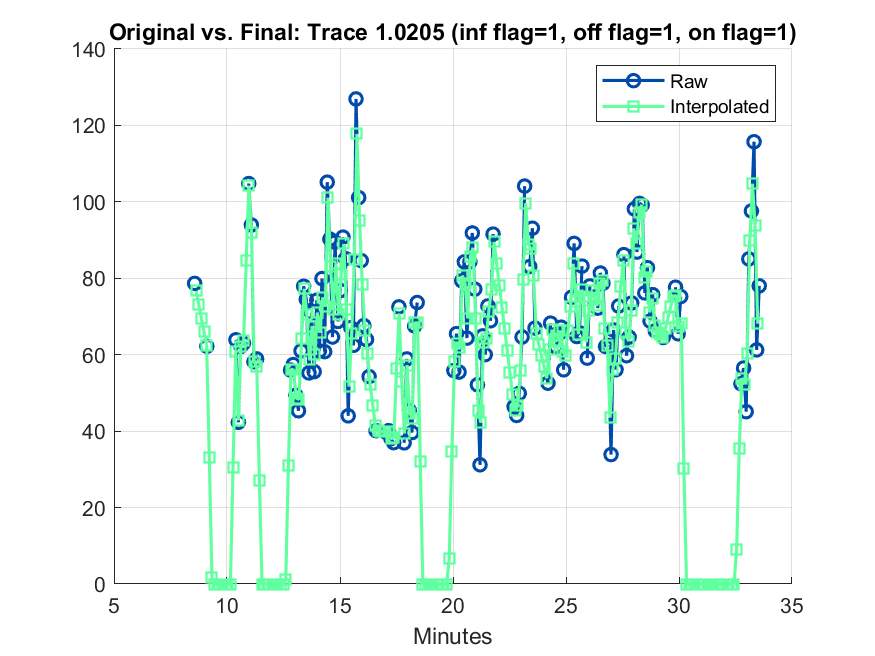 Original vs. Final: Trace 1.0205 (inf flag=1, off flag=1, on flag=1)
140
120
100
80
60
40
20
0
Raw
Interpolated
5 10 15 20 25 30 35
Minutes